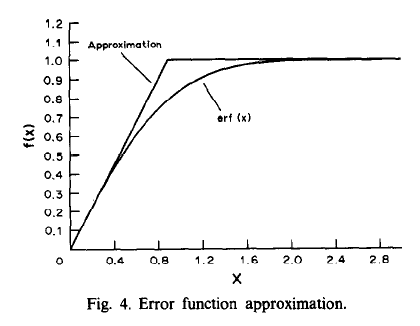 1.2
1.1
1.0
0.9
0.8
0.7
0.6
0.5
0.4
0.3
0.2
0.1
f(x)
Approximation
erf (x)
0 0.4 0.8 1.2 1.6 2.0 2.4 2.8
X
Fig. 4. Error function approximation.